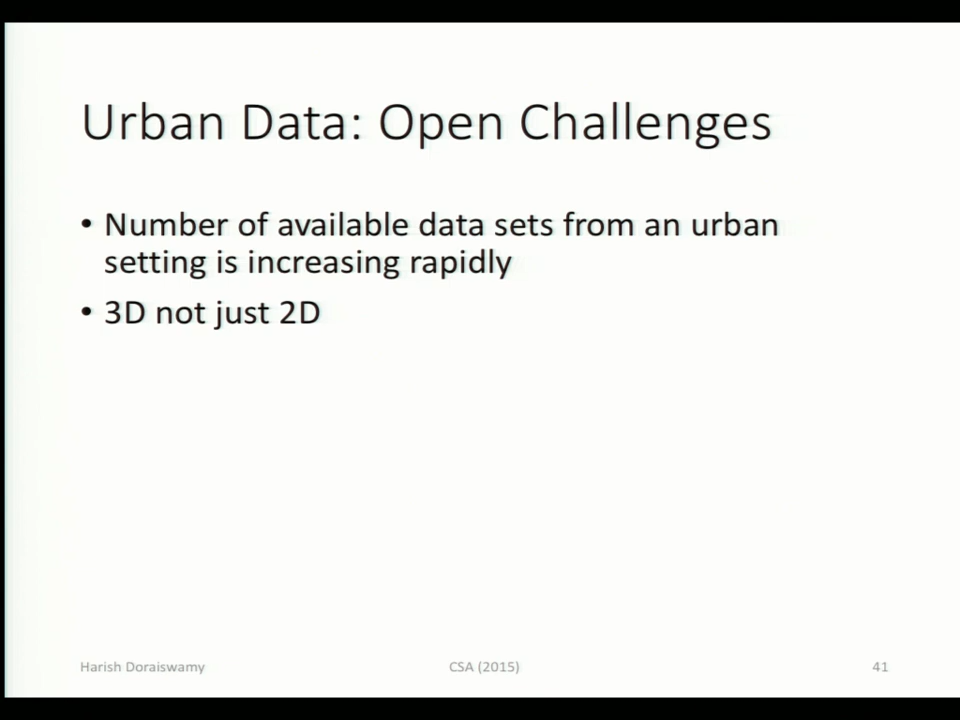 Urban Data: Open Challenges
• Number of available data sets from an urban
setting is increasing rapidly
• 3D not just 2D
Harish Doraiswamy
CSA (2015)
41